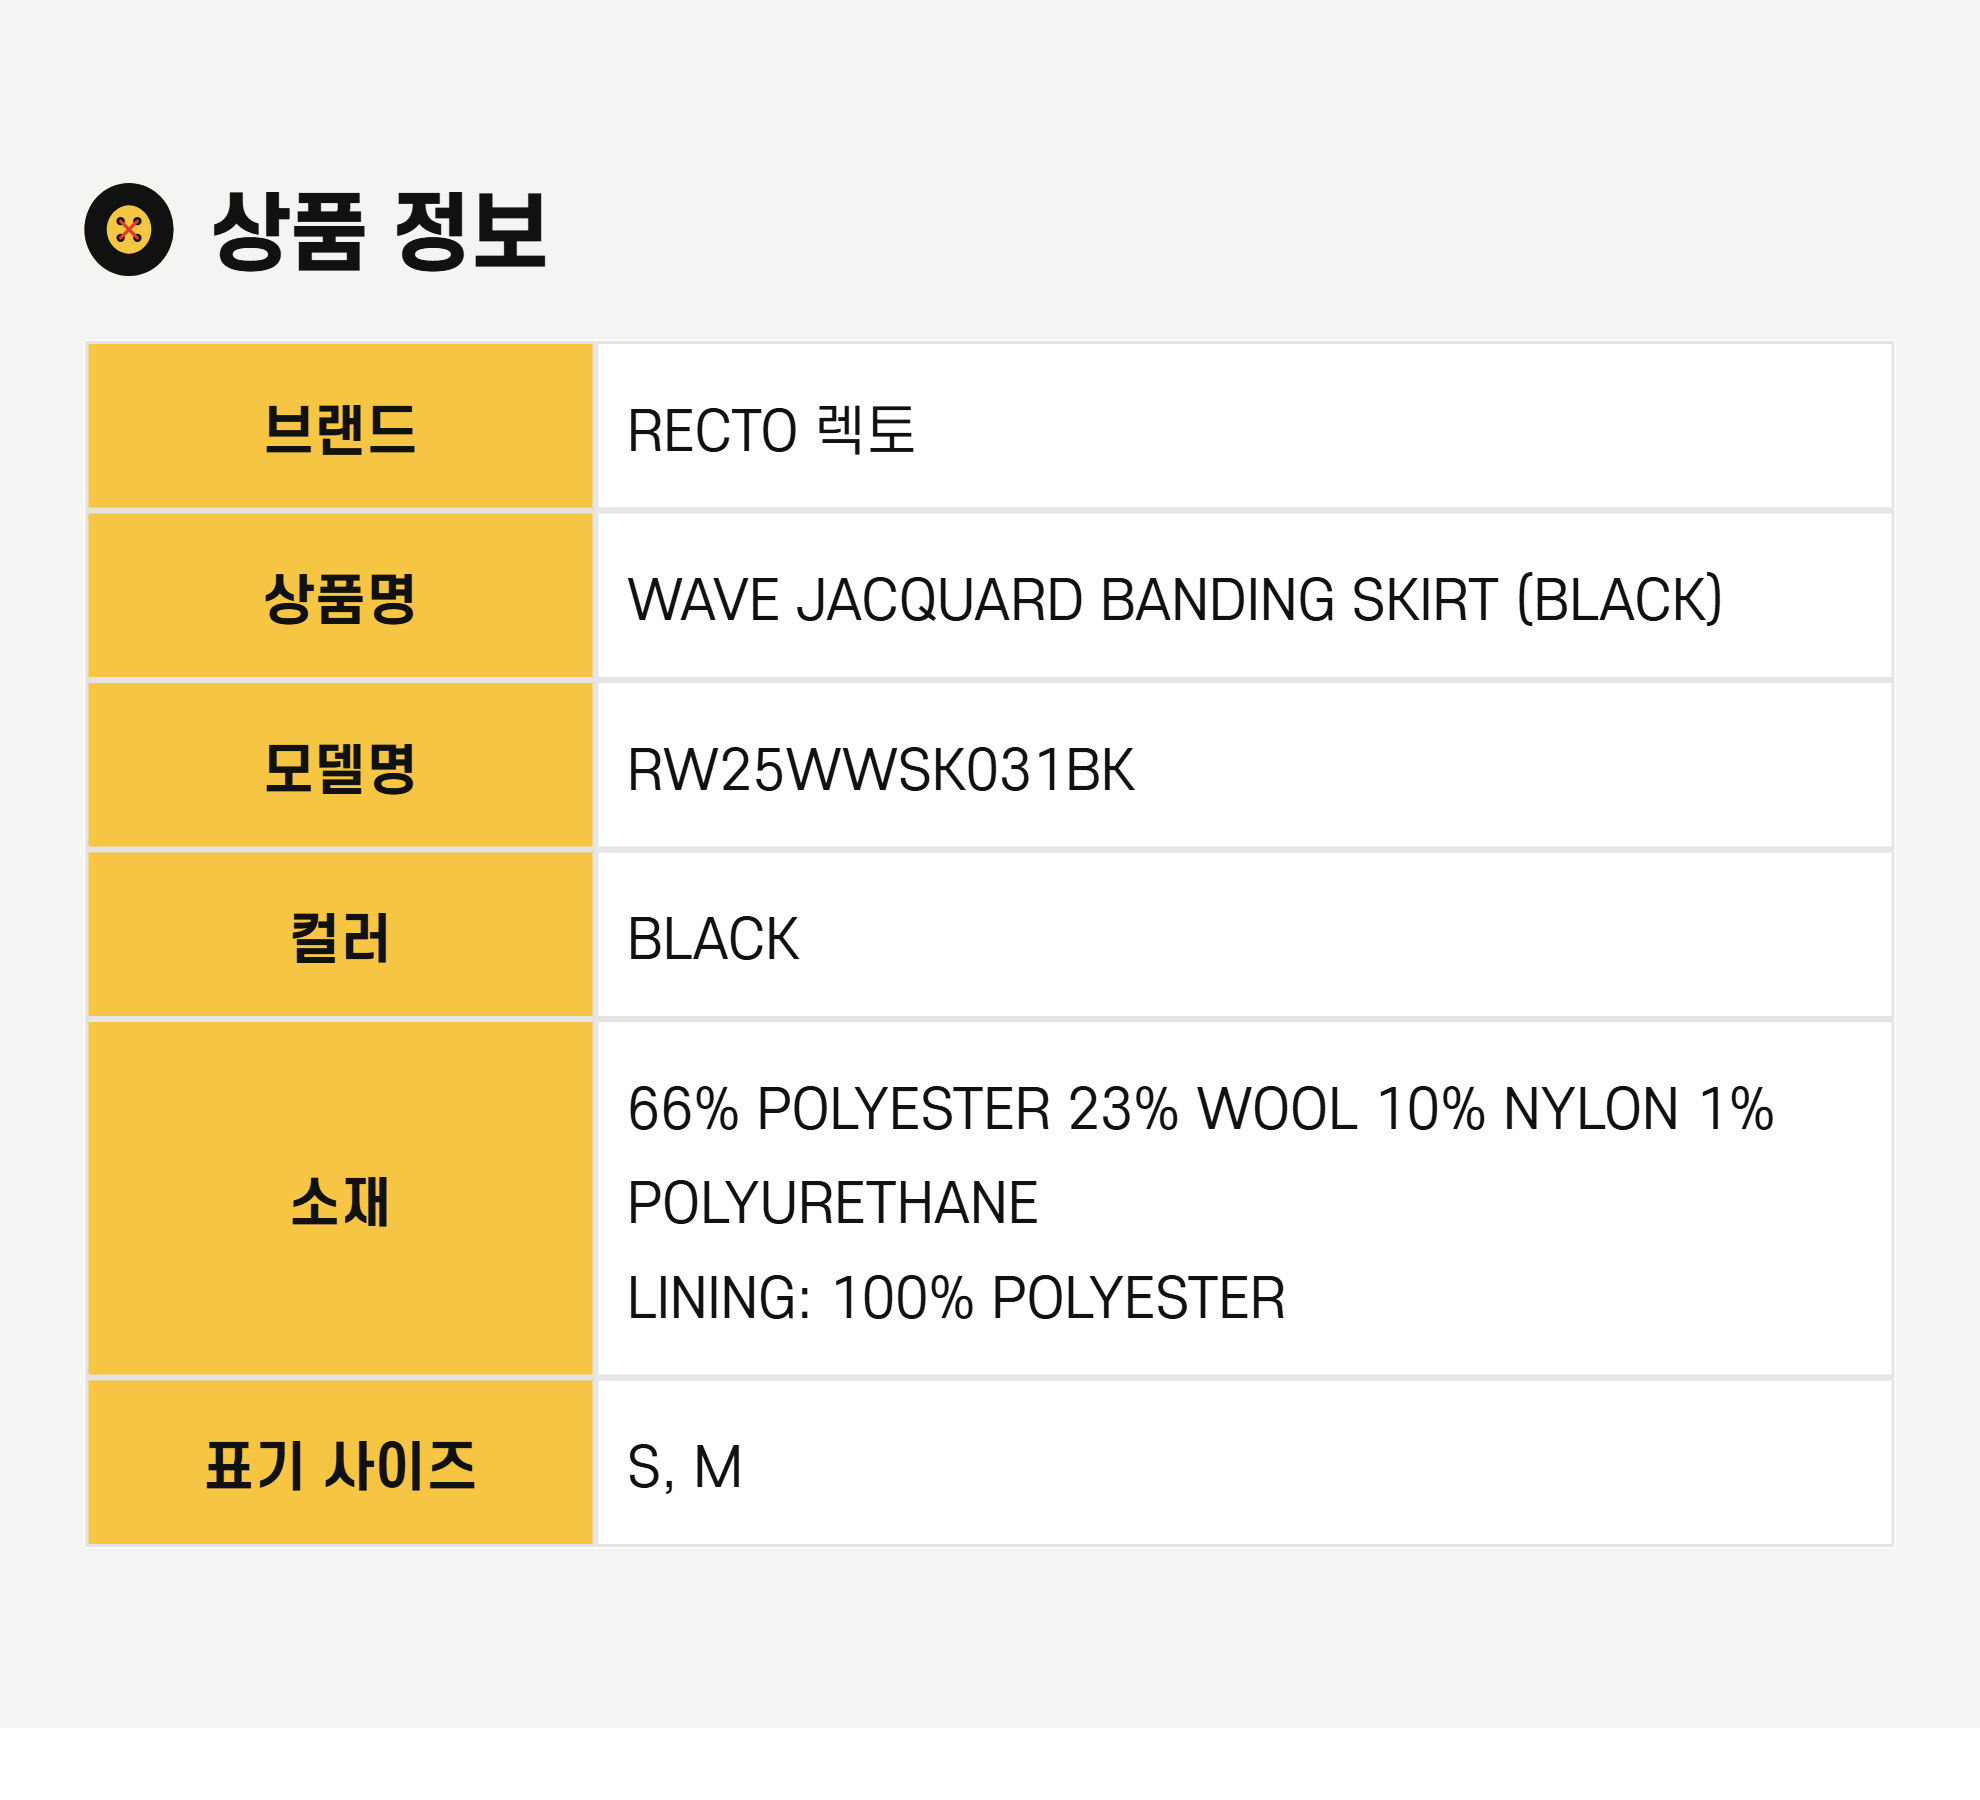 상품 정보
브랜드 RECTO 렉토
상품명 WAVE JACQUARD BANDING SKIRT (BLACK)
모델명 RW25WWSK031BK
컬러 BLACK
소재 66% POLYESTER 23% WOOL 10% NYLON 1%
POLYURETHANE
LINING: 100% POLYESTER
표기 사이즈 S, M